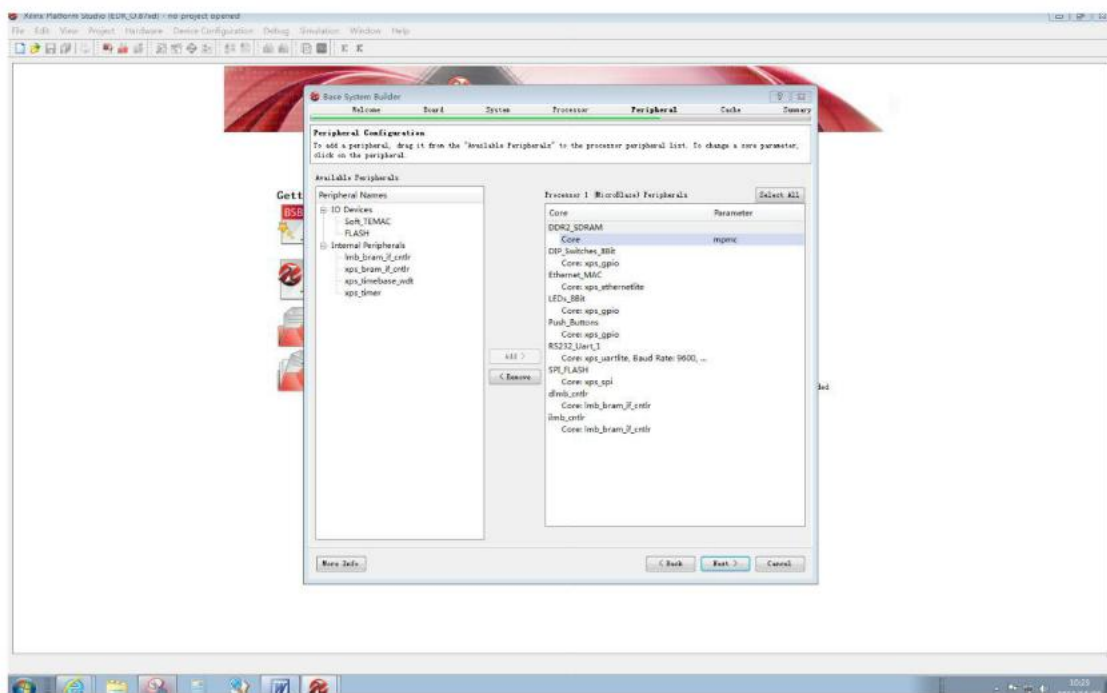 Xilinx Platform Studio (EDK_O.87xd) - no project opened
File Edit View Project Hardware Device Configuration Debug Simulation Window Help
Base System Builder
Welcome Board System Processor Peripheral Cache Summary
Peripheral Configuration
To add a peripheral, drag it from the "Available Peripherals" to the processor peripheral list. To change a core parameter,
click on the peripheral.
Available Peripherals
Processor 1 (MicroBlaze) Peripherals Select All
Gett
BSB
Peripheral Names
IO Devices
Soft_TEMAC
FLASH
Internal Peripherals
lmb_bram_if_cntlr
xps_bram_if_cntlr
xps_timebase_wdt
xps_timer
Add >
< Remove
Core Parameter
DDR2_SDRAM
Core mpmc
DIP_Switches_8Bit
Core: xps_gpio
Ethernet_MAC
Core: xps_ethernetlite
LEDs_8Bit
Core: xps_gpio
Push_Buttons
Core: xps_gpio
RS232_Uart_1
Core: xps_uartlite, Baud Rate: 9600, ...
SPI_FLASH
Core: xps_spi
dlmb_cntlr
Core: lmb_bram_if_cntlr
ilmb_cntlr
Core: lmb_bram_if_cntlr
ded
More Info < Back Next > Cancel
10:25